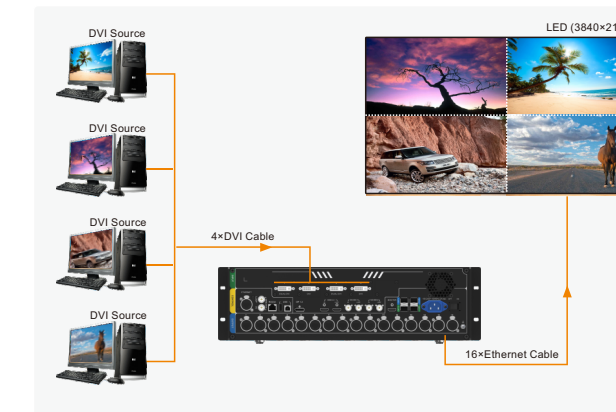 DVI Source
LED (3840×21
DVI Source
DVI Source
4×DVI Cable
DVI Source
16×Ethernet Cable